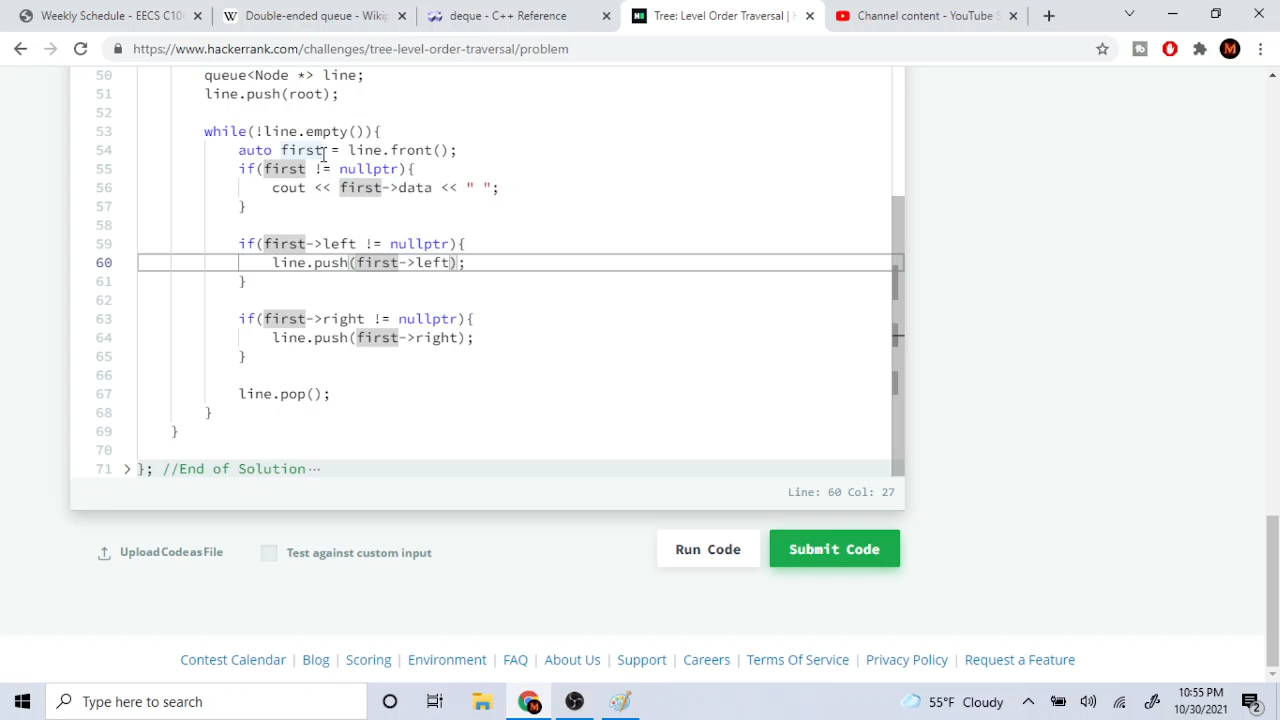 Weekly Schedule - EECS C10
Double-ended queue - Wikip
deque - C++ Reference
Tree: Level Order Traversal |
Channel content - YouTube S
https://www.hackerrank.com/challenges/tree-level-order-traversal/problem
50 queue<Node *> line;
51 line.push(root);
52
53 while(!line.empty()){
54 auto first = line.front();
55 if(first != nullptr){
56 cout << first->data << " ";
57 }
58
59 if(first->left != nullptr){
60 line.push(first->left);
61 }
62
63 if(first->right != nullptr){
64 line.push(first->right);
65 }
66
67 line.pop();
68 }
69 }
70
71 }; //End of Solution ···
Line: 60 Col: 27
Upload Code as File
Test against custom input
Run Code
Submit Code
Contest Calendar | Blog | Scoring | Environment | FAQ | About Us | Support | Careers | Terms Of Service | Privacy Policy | Request a Feature
Type here to search
55°F Cloudy
10:55 PM
10/30/2021
2